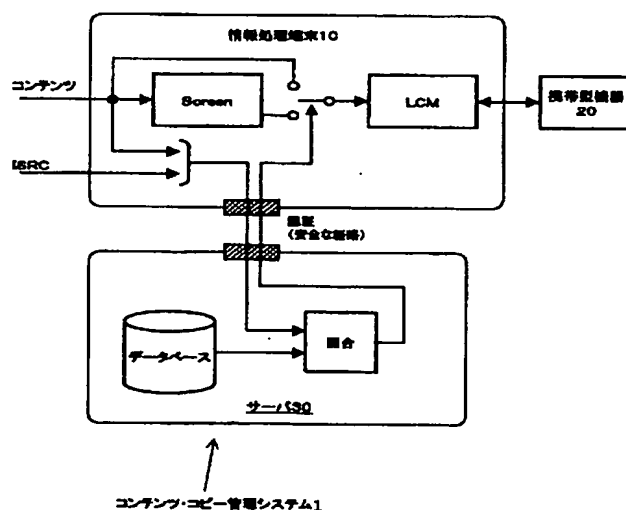 情報処理端末10
コンテンツ
Screen
LCM
携帯型機器
20
ISRC
認証
(安全な経路)
データベース
照合
サーバ30
コンテンツ・コピー管理システム1